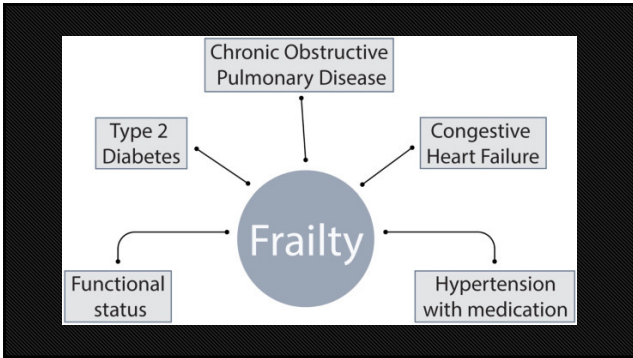 Chronic Obstructive
Pulmonary Disease
Type 2
Diabetes
Congestive
Heart Failure
Frailty
Functional
status
Hypertension
with medication